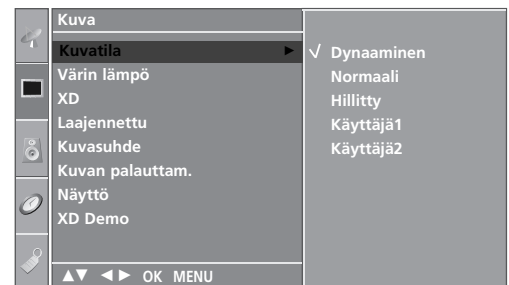 Kuva
Kuvatila ► √ Dynaaminen
Värin lämpö Normaali
XD Hillitty
Laajennettu Käyttäjä1
Kuvasuhde Käyttäjä2
Kuvan palauttam.
Näyttö
XD Demo
▲▼ ◄► OK MENU